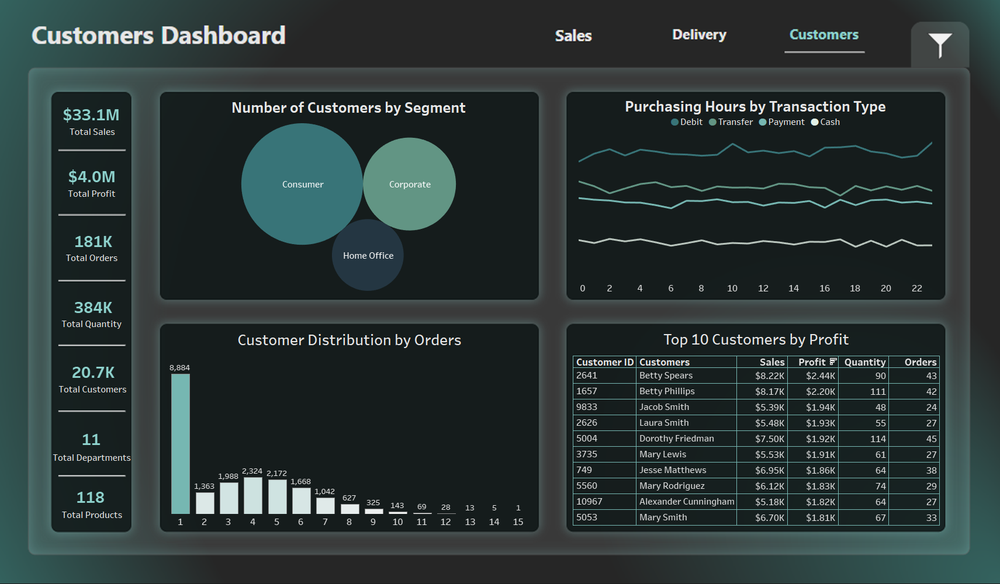 Customers Dashboard
Sales
Delivery
Customers
$33.1M
Total Sales
$4.0M
Total Profit
181K
Total Orders
384K
Total Quantity
20.7K
Total Customers
11
Total Departments
118
Total Products
Number of Customers by Segment
Consumer
Corporate
Home Office
Purchasing Hours by Transaction Type
Debit Transfer Payment Cash
0 2 4 6 8 10 12 14 16 18 20 22
Customer Distribution by Orders
8,884 1,363 1,988 2,324 2,172 1,668 1,042 627 325 143 69 28 13 5 1
1 2 3 4 5 6 7 8 9 10 11 12 13 14 15
Top 10 Customers by Profit
Customer ID Customers Sales Profit Quantity Orders
2641 Betty Spears $8.22K $2.44K 90 43
1657 Betty Phillips $8.17K $2.20K 111 42
9833 Jacob Smith $5.39K $1.94K 48 24
2626 Laura Smith $5.48K $1.93K 55 27
5004 Dorothy Friedman $7.50K $1.92K 114 45
3735 Mary Lewis $5.53K $1.91K 61 27
749 Jesse Matthews $6.95K $1.86K 64 38
5560 Mary Rodriguez $6.12K $1.83K 74 29
10967 Alexander Cunningham $5.18K $1.82K 64 27
5053 Mary Smith $6.70K $1.81K 67 33